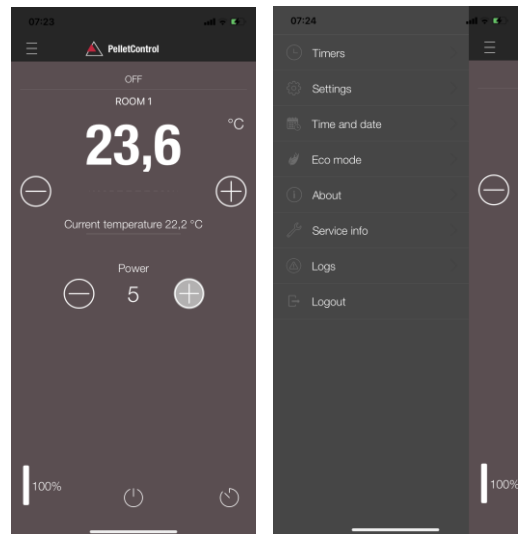 07:23
PelletControl
OFF
ROOM 1
23,6
°C
Current temperature 22,2 °C
Power
5
100%
07:24
Timers
Settings
Time and date
Eco mode
About
Service info
Logs
Logout
100%